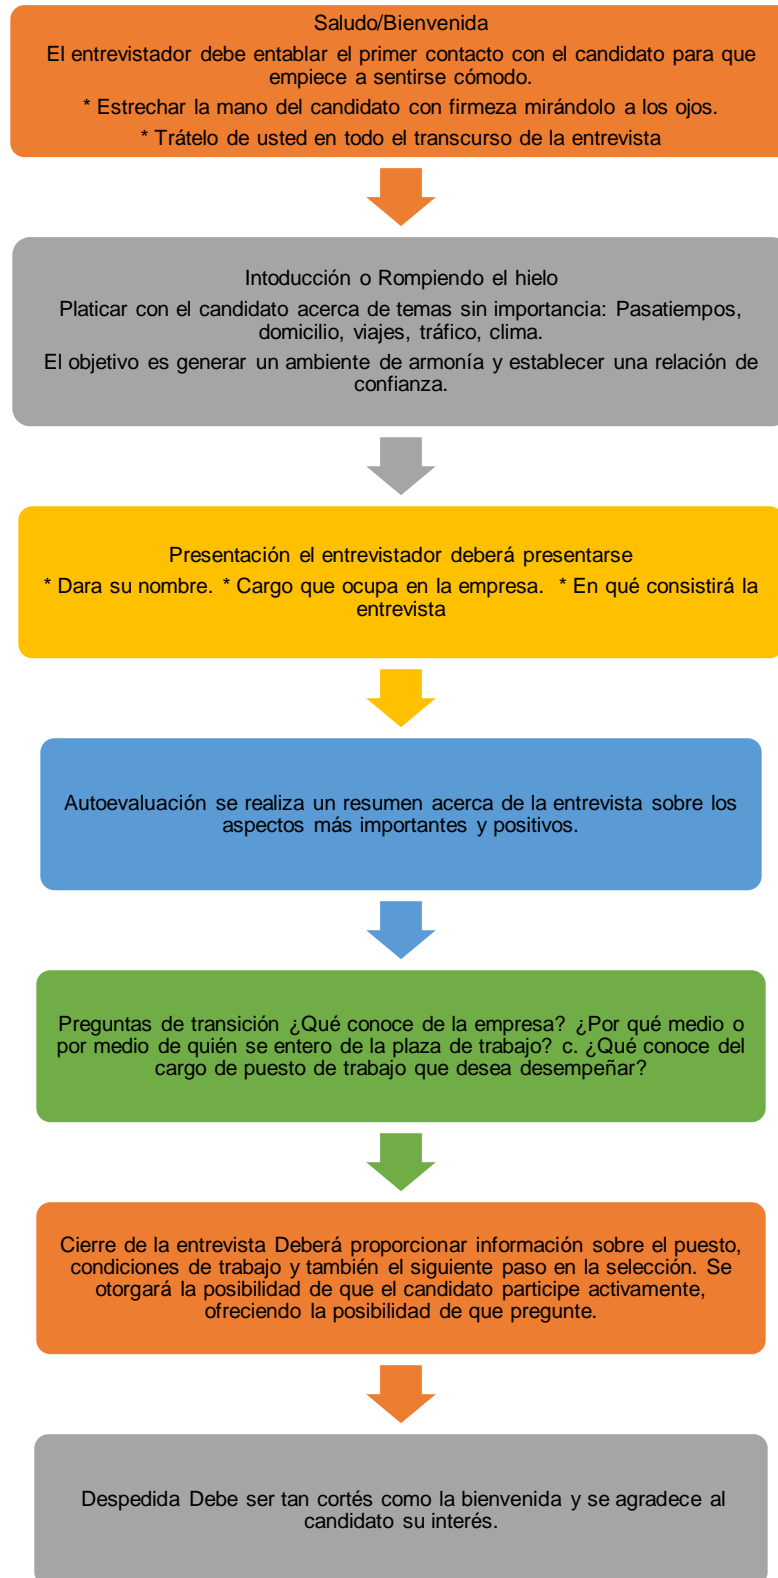 Saludo/Bienvenida
El entrevistador debe entablar el primer contacto con el candidato para que
empiece a sentirse cómodo.
* Estrechar la mano del candidato con firmeza mirándolo a los ojos.
* Trátelo de usted en todo el transcurso de la entrevista
Intoducción o Rompiendo el hielo
Platicar con el candidato acerca de temas sin importancia: Pasatiempos,
domicilio, viajes, tráfico, clima.
El objetivo es generar un ambiente de armonía y establecer una relación de
confianza.
Presentación el entrevistador deberá presentarse
* Dara su nombre. * Cargo que ocupa en la empresa. * En qué consistirá la
entrevista
Autoevaluación se realiza un resumen acerca de la entrevista sobre los
aspectos más importantes y positivos.
Preguntas de transición ¿Qué conoce de la empresa? ¿Por qué medio o
por medio de quién se entero de la plaza de trabajo? c. ¿Qué conoce del
cargo de puesto de trabajo que desea desempeñar?
Cierre de la entrevista Deberá proporcionar información sobre el puesto,
condiciones de trabajo y también el siguiente paso en la selección. Se
otorgará la posibilidad de que el candidato participe activamente,
ofreciendo la posibilidad de que pregunte.
Despedida Debe ser tan cortés como la bienvenida y se agradece al
candidato su interés.